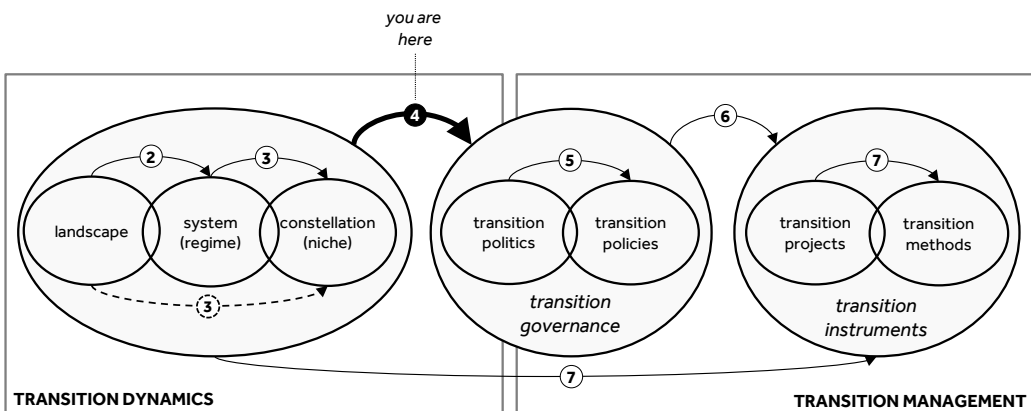 you are
here
4
6
2
3
5
7
landscape
system
(regime)
constellation
(niche)
transition
politics
transition
policies
transition
projects
transition
methods
3
transition
governance
transition
instruments
7
TRANSITION DYNAMICS
TRANSITION MANAGEMENT